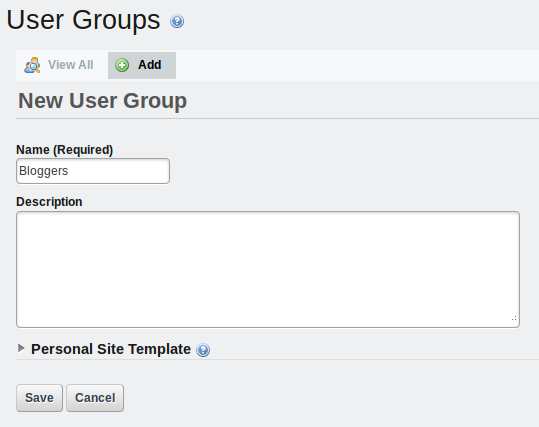 User Groups
View All Add
New User Group
Name (Required)
Bloggers
Description
Personal Site Template
Save Cancel